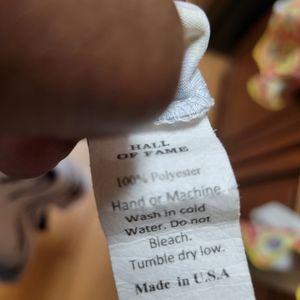 HALL
OF FAME
100% Polyester
Hand or Machine
Wash in cold
Water. Do not
Bleach.
Tumble dry low.
Made in U.S.A